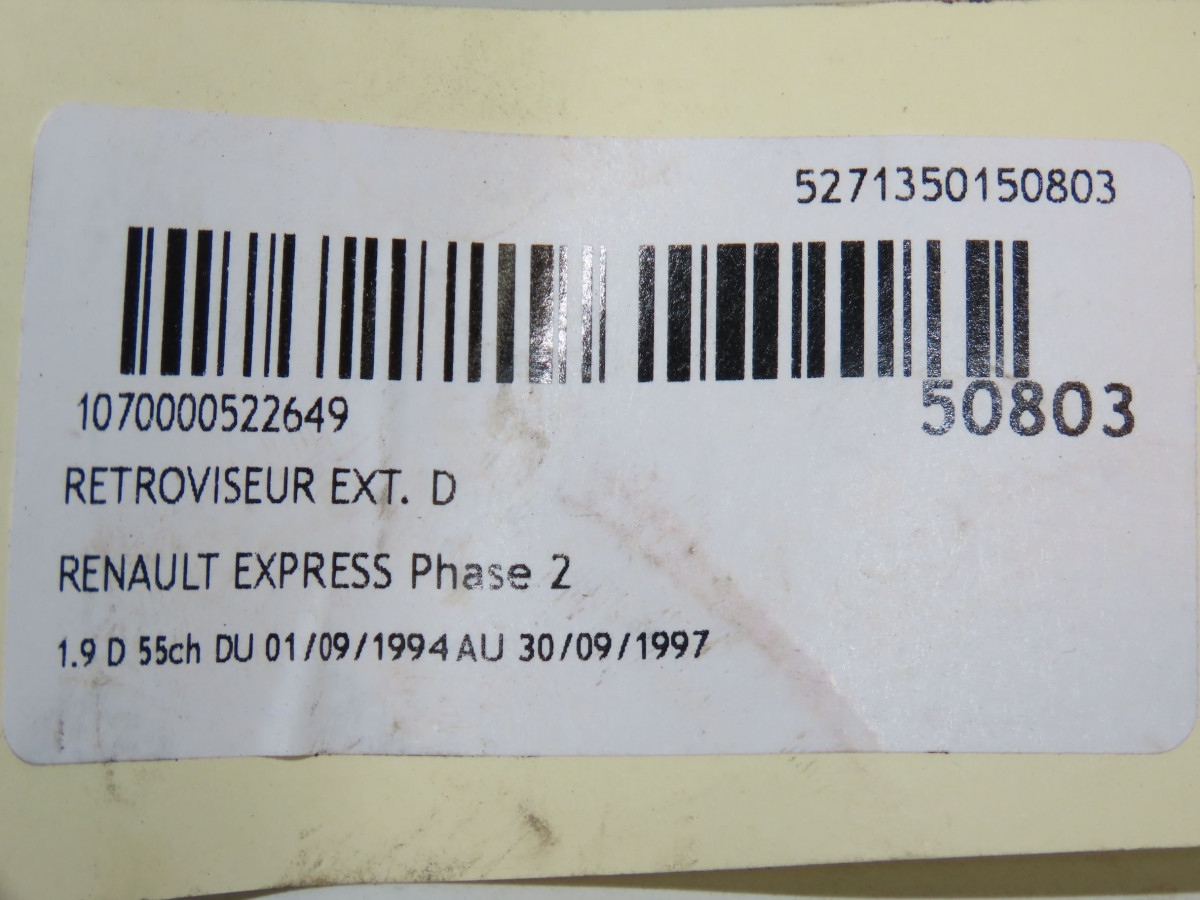 5271350150803
1070000522649
50803
RETROVISEUR EXT. D
RENAULT EXPRESS Phase 2
1.9 D 55ch DU 01/09/1994 AU 30/09/1997